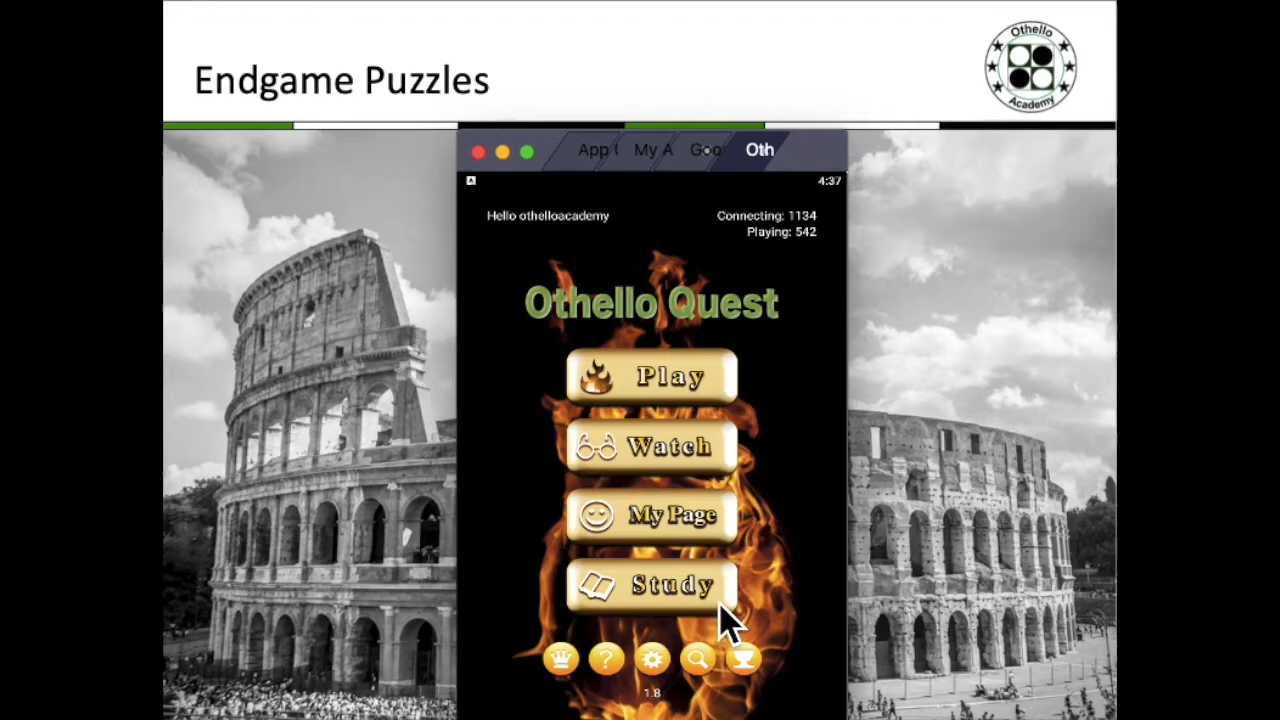 Endgame Puzzles
Othello
Academy
App
My A
Goo
Oth
A
4:37
Hello othelloacademy
Connecting: 1134
Playing: 542
Othello Quest
Play
Watch
My Page
Study
?
1.8